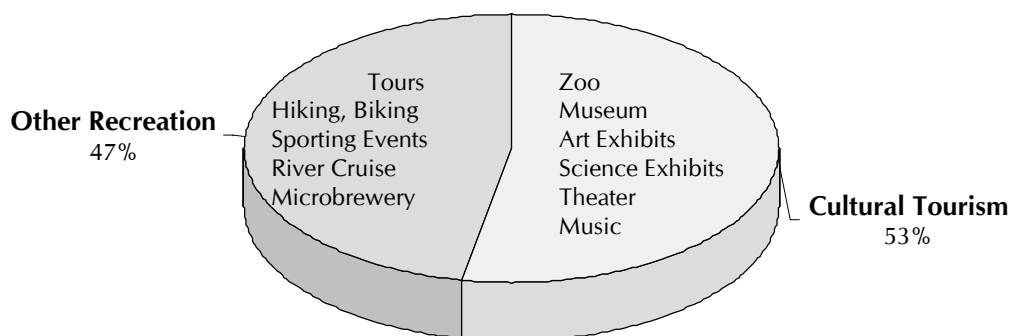 Other Recreation
47%
Tours
Hiking, Biking
Sporting Events
River Cruise
Microbrewery
Zoo
Museum
Art Exhibits
Science Exhibits
Theater
Music
Cultural Tourism
53%